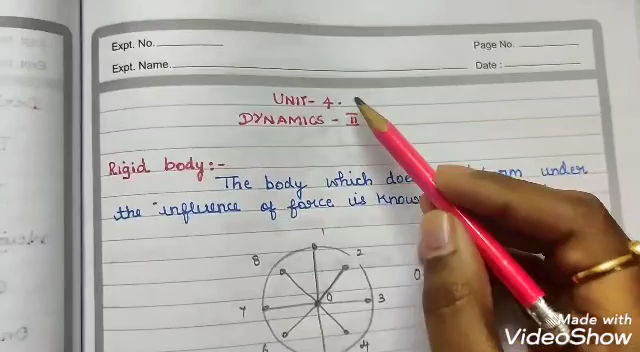 Expt. No.
Page No.
Expt. Name.
Date :
UNIT- 4.
DYNAMICS - II
Rigid body:-
The body which does under
the influence of force is
1
8
2
0
7
3
6
4
Made with
VideoShow